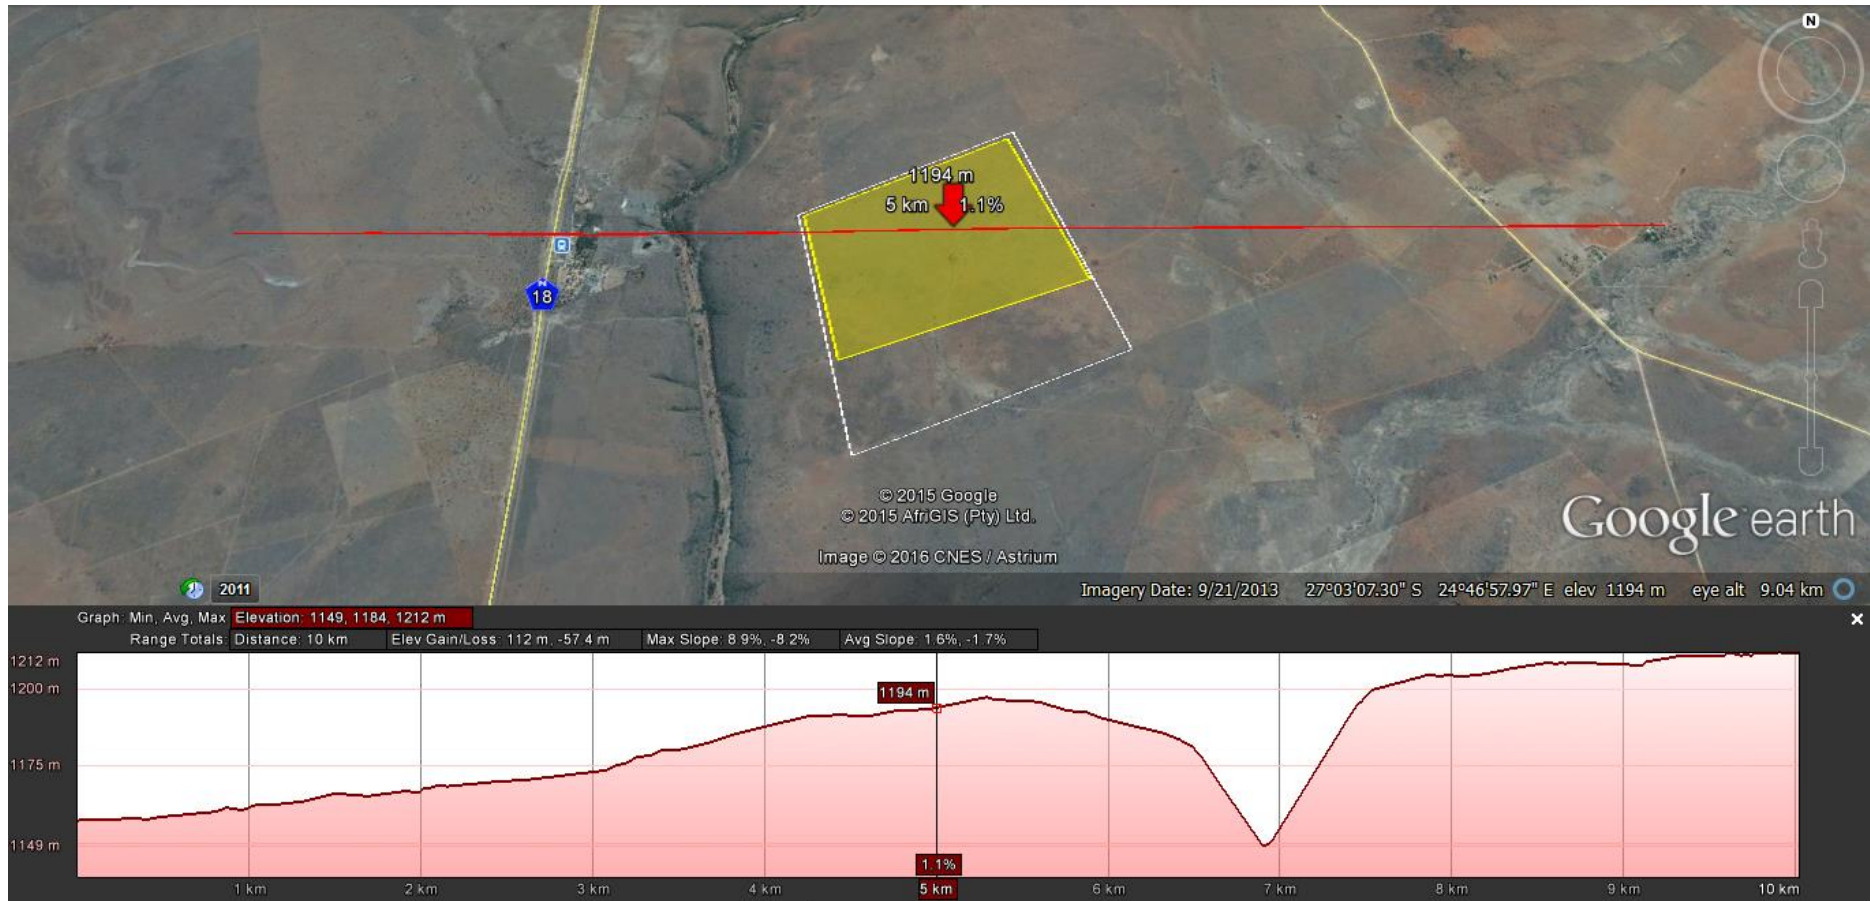 N
1194 m
5 km 1.1%
N
18
© 2015 Google
© 2015 AfriGIS (Pty) Ltd.
Image © 2016 CNES / Astrium
Google earth
2011
Imagery Date: 9/21/2013 27°03'07.30" S 24°46'57.97" E elev 1194 m eye alt 9.04 km
Graph: Min, Avg, Max Elevation: 1149, 1184, 1212 m
Range Totals: Distance: 10 km Elev Gain/Loss: 112 m, -57.4 m Max Slope: 8.9%, -8.2% Avg Slope: 1.6%, -1.7%
1212 m
1200 m
1194 m
1175 m
1149 m
1.1%
1 km 2 km 3 km 4 km 5 km 6 km 7 km 8 km 9 km 10 km